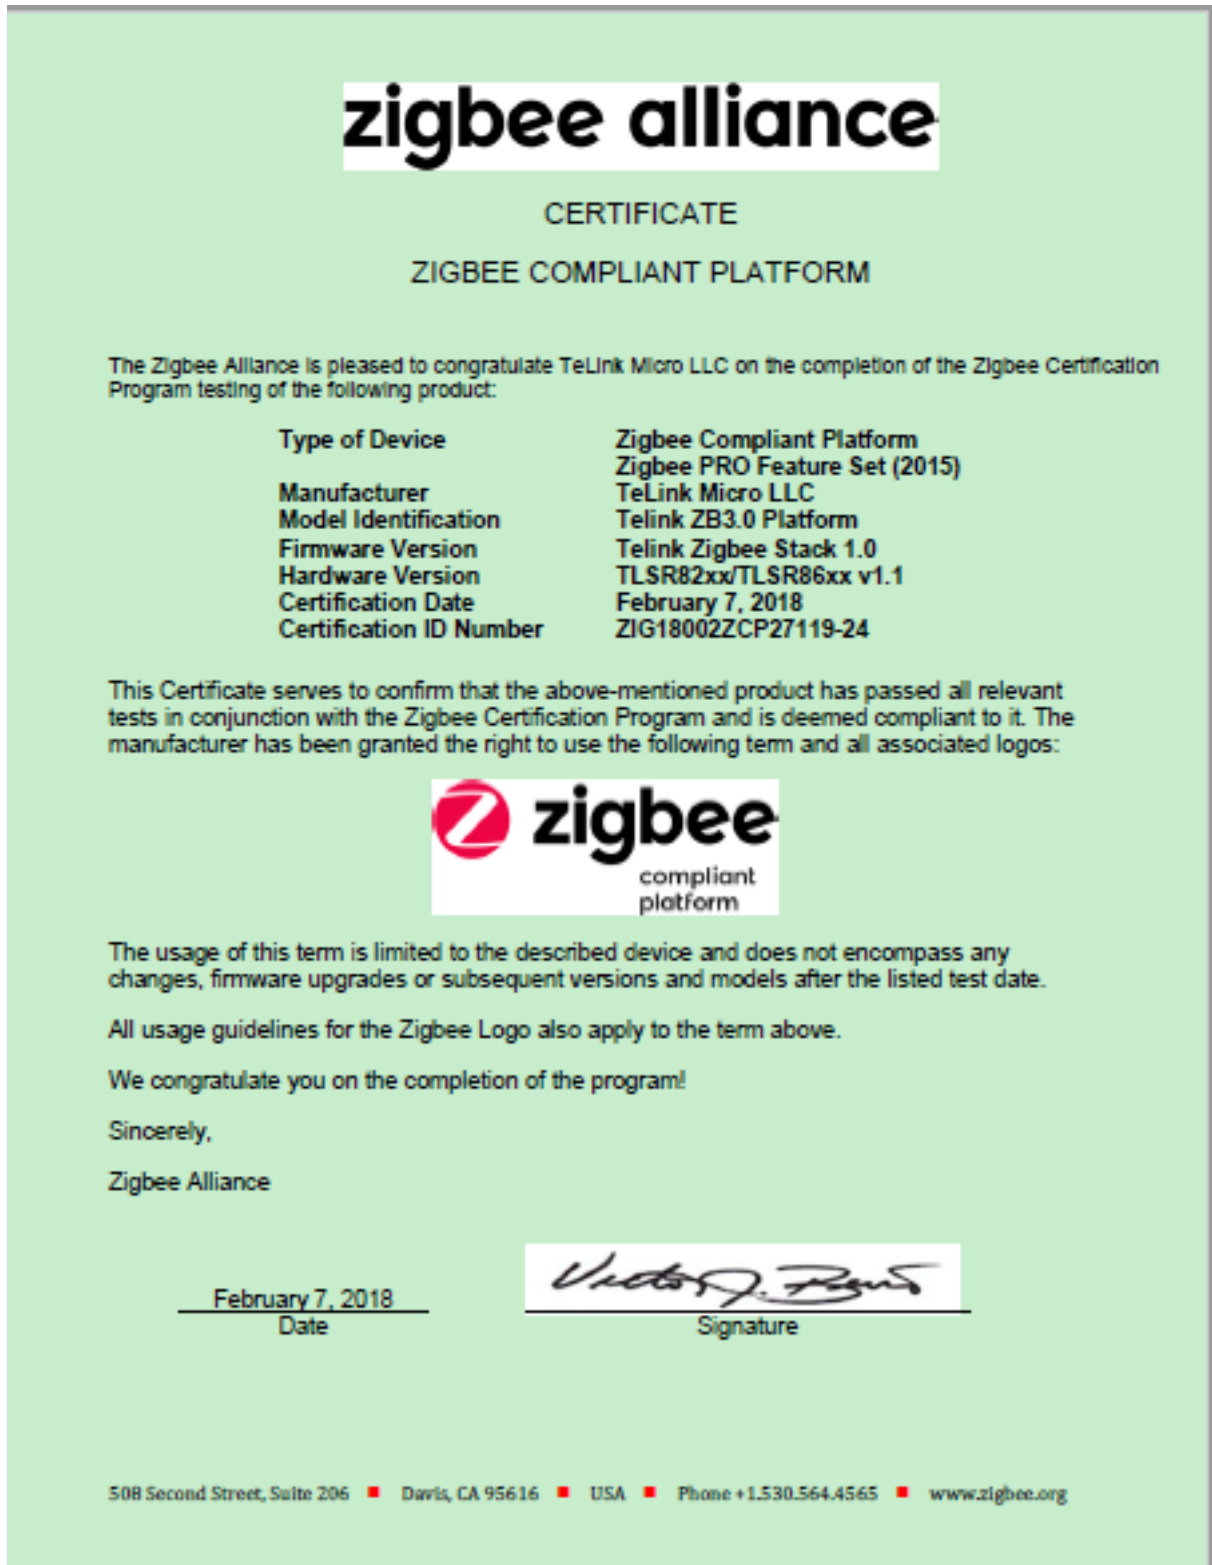 zigbee alliance
CERTIFICATE
ZIGBEE COMPLIANT PLATFORM
The Zigbee Alliance is pleased to congratulate TeLink Micro LLC on the completion of the Zigbee Certification
Program testing of the following product:
Type of Device Zigbee Compliant Platform
Zigbee PRO Feature Set (2015)
Manufacturer TeLink Micro LLC
Model Identification Telink ZB3.0 Platform
Firmware Version Telink Zigbee Stack 1.0
Hardware Version TLSR82xx/TLSR86xx v1.1
Certification Date February 7, 2018
Certification ID Number ZIG18002ZCP27119-24
This Certificate serves to confirm that the above-mentioned product has passed all relevant
tests in conjunction with the Zigbee Certification Program and is deemed compliant to it. The
manufacturer has been granted the right to use the following term and all associated logos:
zigbee
compliant
platform
The usage of this term is limited to the described device and does not encompass any
changes, firmware upgrades or subsequent versions and models after the listed test date.
All usage guidelines for the Zigbee Logo also apply to the term above.
We congratulate you on the completion of the program!
Sincerely,
Zigbee Alliance
February 7, 2018
Date Signature
508 Second Street, Suite 206 ■ Davis, CA 95616 ■ USA ■ Phone +1.530.564.4565 ■ www.zigbee.org